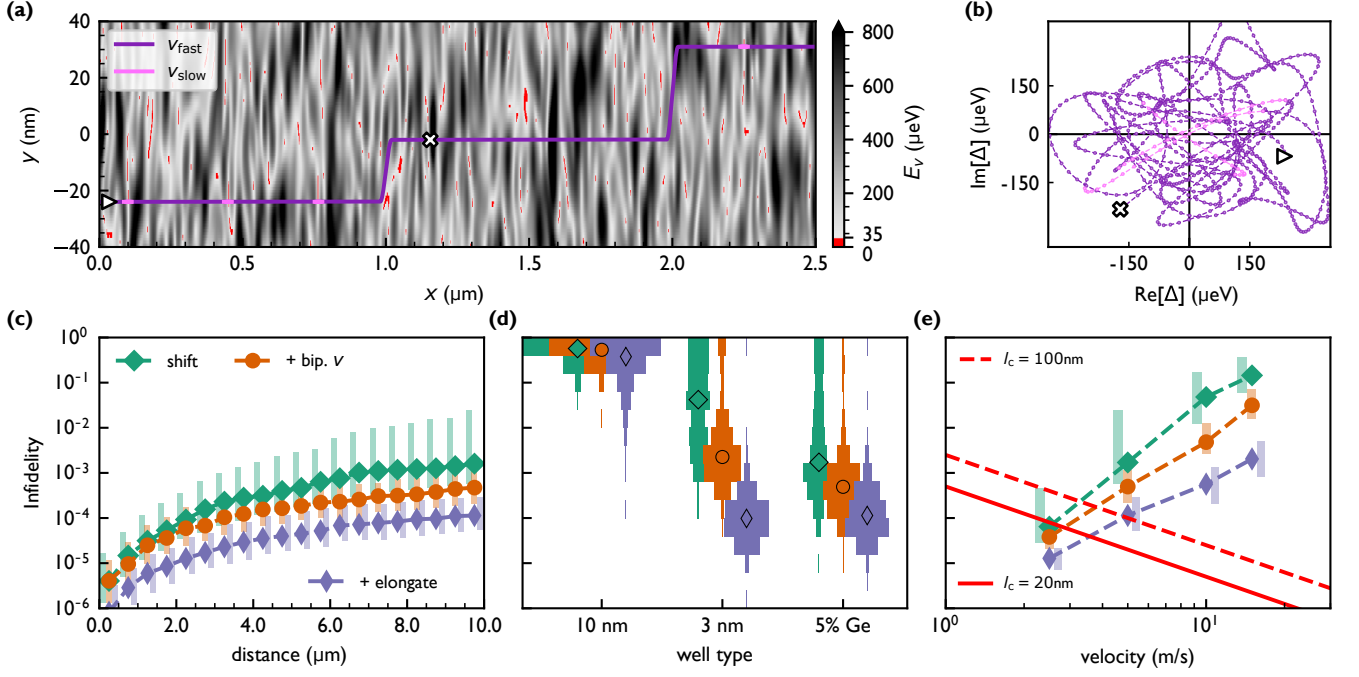 (a)
v_fast
v_slow
40
20
0
−20
−40
y (nm)
0.0
0.5
1.0
1.5
2.0
2.5
x (μm)
800
600
400
200
35
0
E_v (μeV)
(b)
150
0
-150
Im[Δ] (μeV)
-150
0
150
Re[Δ] (μeV)
(c)
shift
+ bip. v
+ elongate
10^0
10^-1
10^-2
10^-3
10^-4
10^-5
10^-6
Infidelity
0.0
2.0
4.0
6.0
8.0
10.0
distance (μm)
(d)
10 nm
3 nm
5% Ge
well type
(e)
l_c = 100nm
l_c = 20nm
10^0
10^1
velocity (m/s)